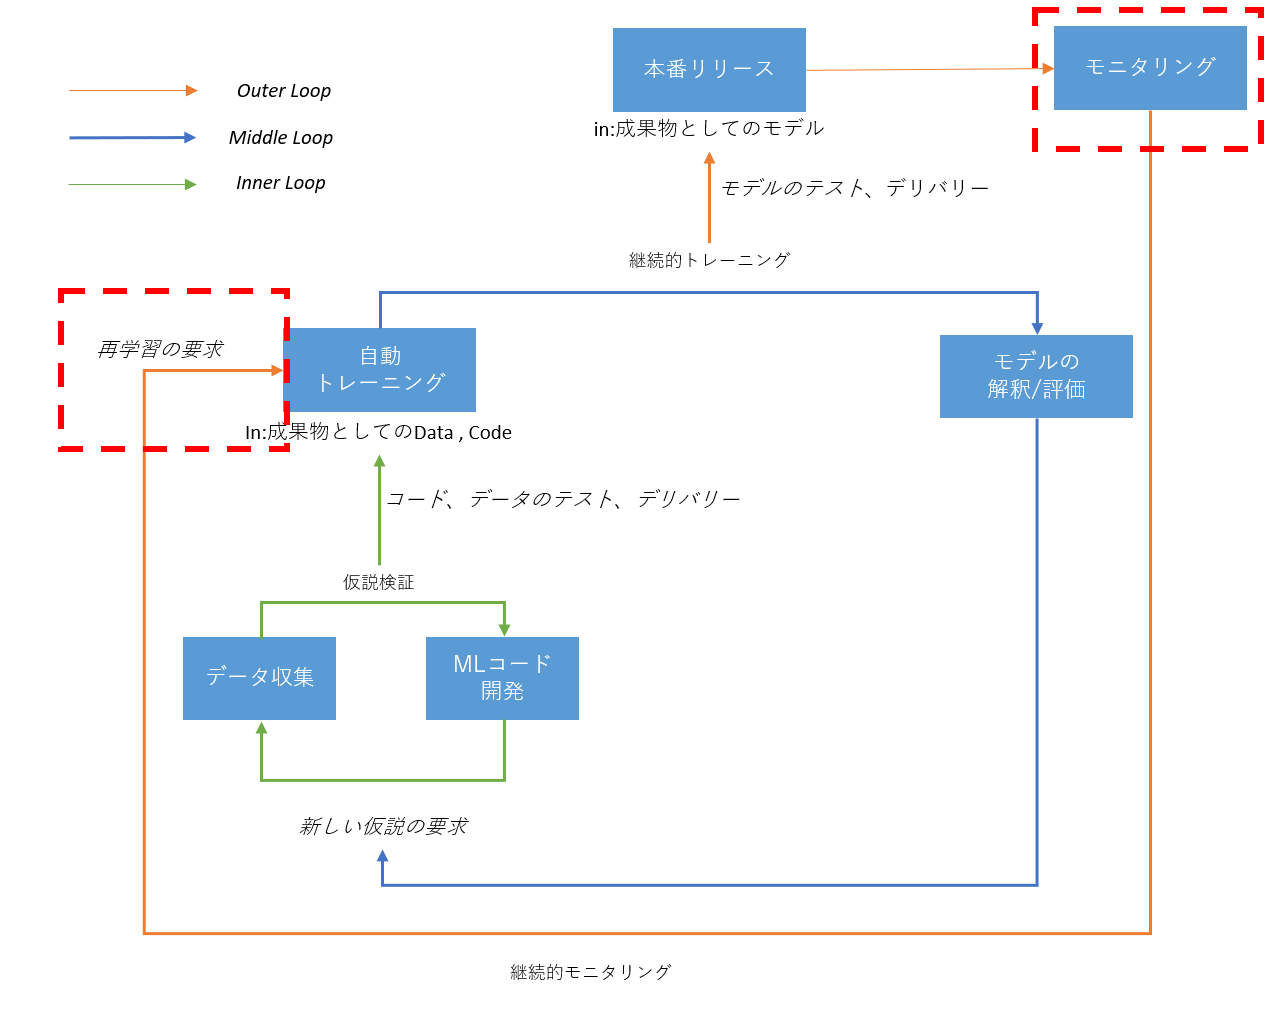 本番リリース
モニタリング
Outer Loop
Middle Loop
Inner Loop
in:成果物としてのモデル
モデルのテスト、デリバリー
継続的トレーニング
再学習の要求
自動
トレーニング
モデルの
解釈/評価
In:成果物としてのData , Code
コード、データのテスト、デリバリー
仮説検証
データ収集
MLコード
開発
新しい仮説の要求
継続的モニタリング